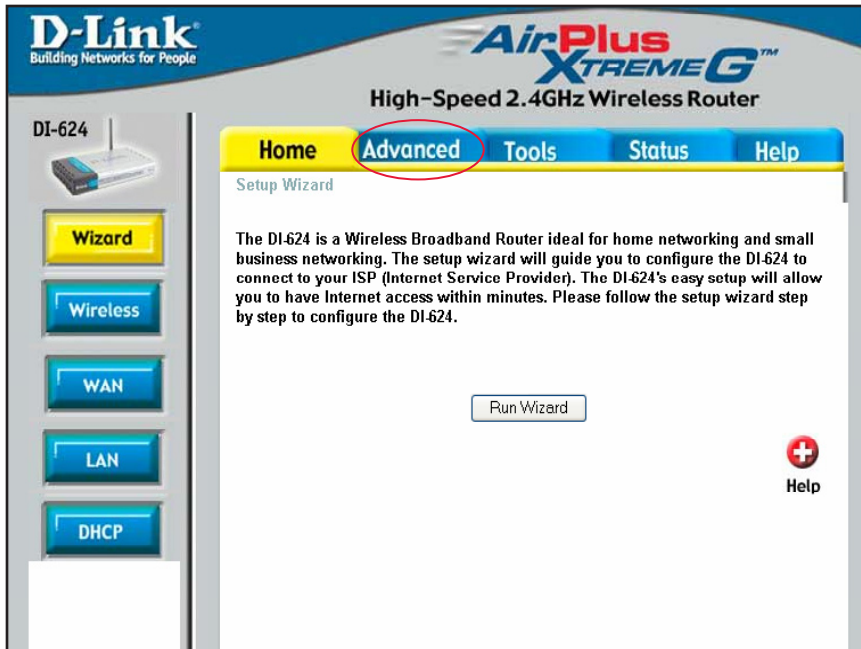 D-Link®
Building Networks for People
AirPlus
XTREME G™
High-Speed 2.4GHz Wireless Router
DI-624
Home
Advanced
Tools
Status
Help
Setup Wizard
Wizard
Wireless
WAN
LAN
DHCP
The DI-624 is a Wireless Broadband Router ideal for home networking and small
business networking. The setup wizard will guide you to configure the DI-624 to
connect to your ISP (Internet Service Provider). The DI-624's easy setup will allow
you to have Internet access within minutes. Please follow the setup wizard step
by step to configure the DI-624.
Run Wizard
Help